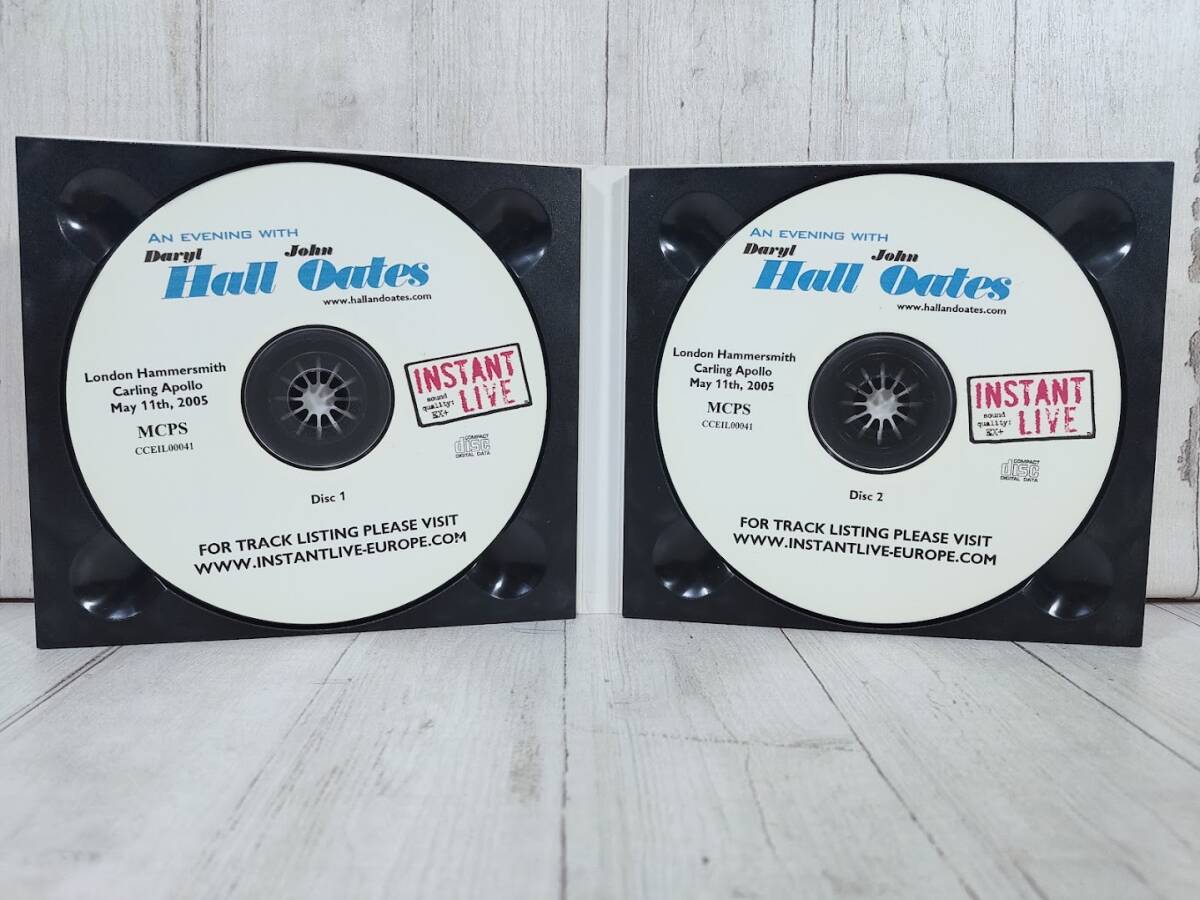 AN EVENING WITH
Daryl John
Hall Oates
www.hallandoates.com
London Hammersmith
Carling Apollo
May 11th, 2005
MCPS
CCEIL00041
INSTANT
sound
quality:
EX+
LIVE
COMPACT
disc
DIGITAL DATA
Disc 1
FOR TRACK LISTING PLEASE VISIT
WWW.INSTANTLIVE-EUROPE.COM
AN EVENING WITH
Daryl John
Hall Oates
www.hallandoates.com
London Hammersmith
Carling Apollo
May 11th, 2005
MCPS
CCEIL00041
INSTANT
sound
quality:
EX+
LIVE
COMPACT
disc
DIGITAL DATA
Disc 2
FOR TRACK LISTING PLEASE VISIT
WWW.INSTANTLIVE-EUROPE.COM